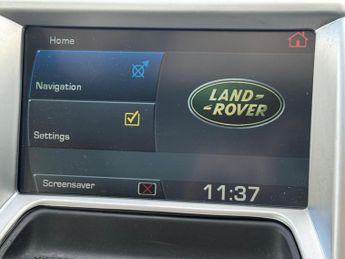 Home
Navigation
Settings
LAND-
-ROVER
Screensaver
11:37